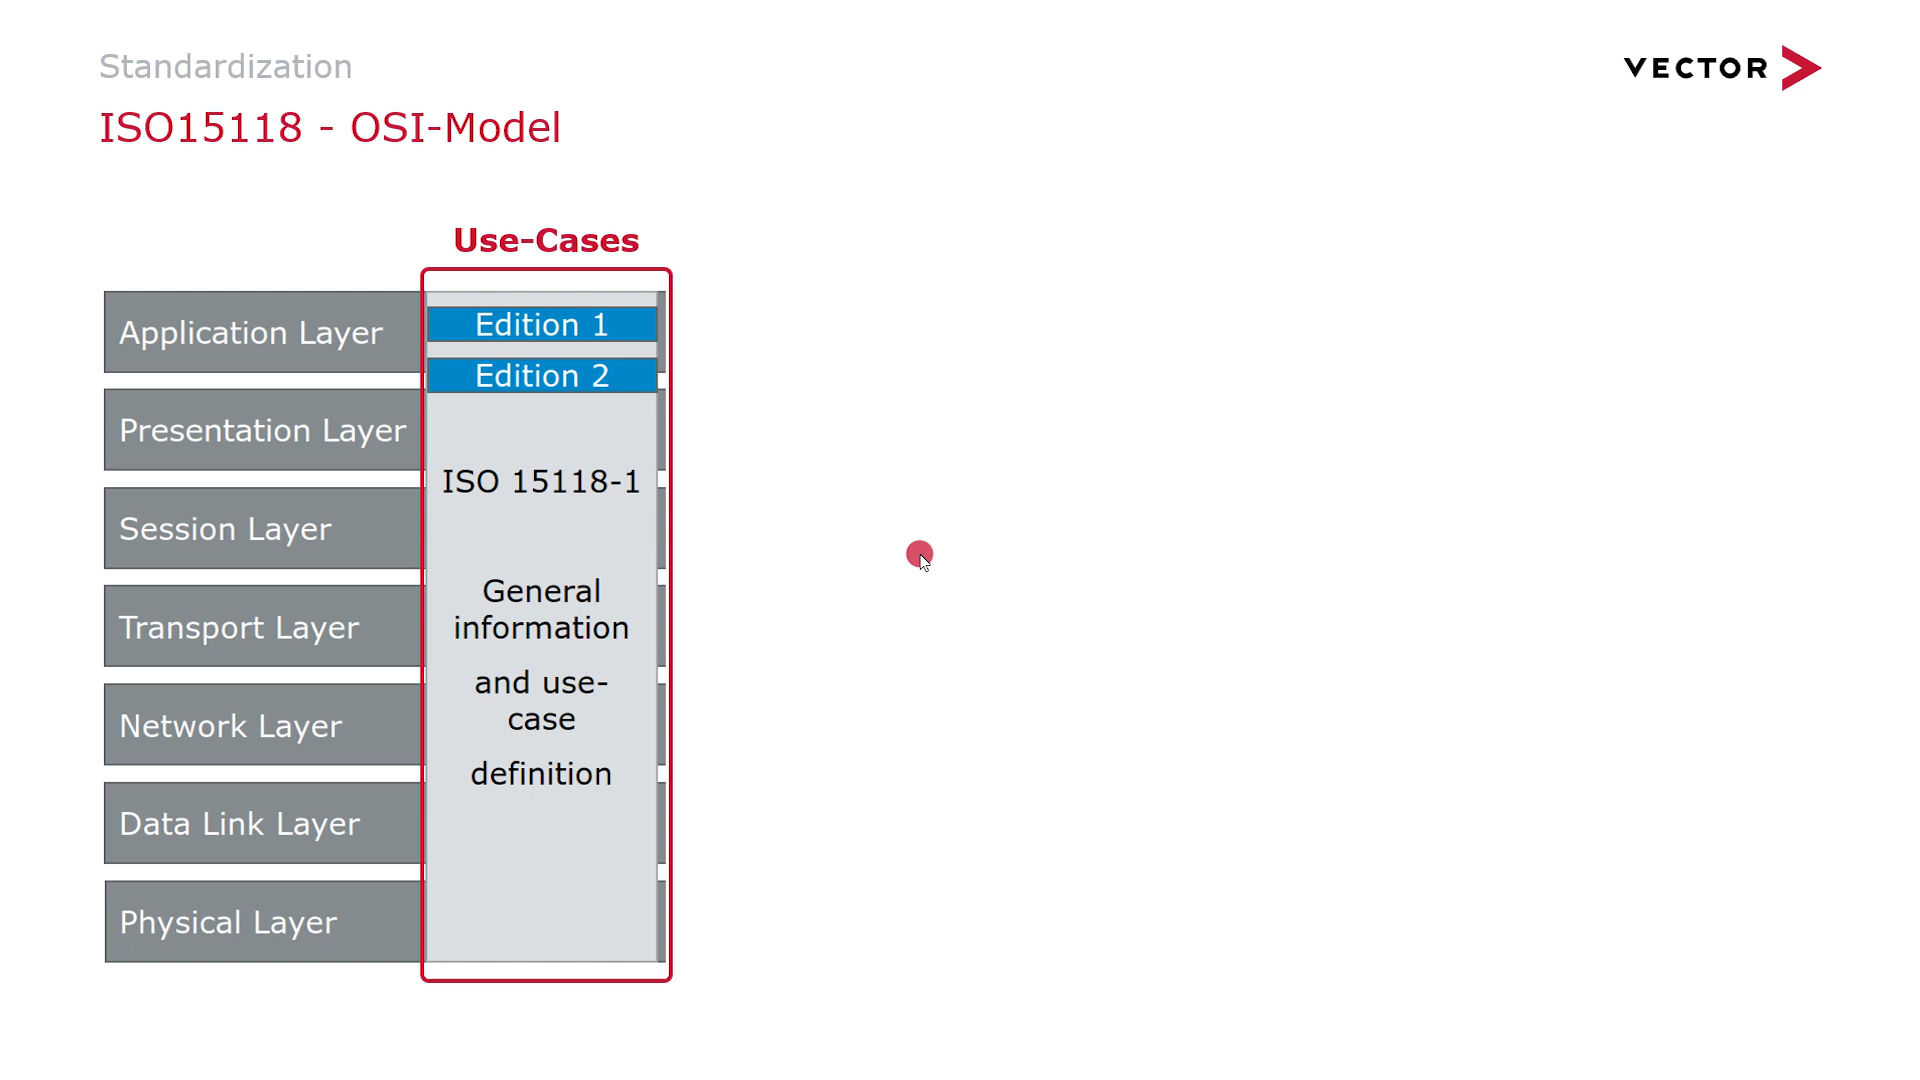 Standardization
VECTOR
ISO15118 - OSI-Model
Use-Cases
Application Layer
Presentation Layer
Session Layer
Transport Layer
Network Layer
Data Link Layer
Physical Layer
Edition 1
Edition 2
ISO 15118-1
General
information
and use-
case
definition